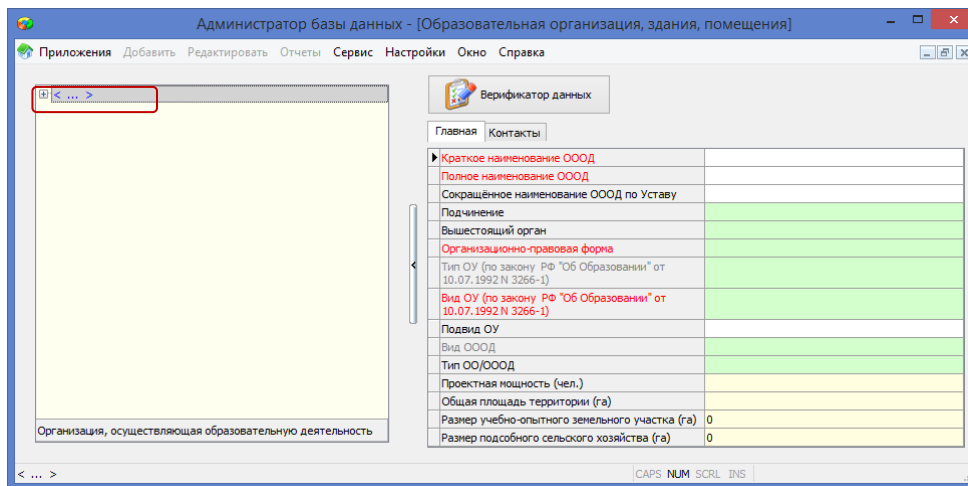 Администратор базы данных - [Образовательная организация, здания, помещения]
Приложения Добавить Редактировать Отчеты Сервис Настройки Окно Справка
< ... >
Верификатор данных
Главная Контакты
Краткое наименование ОООД
Полное наименование ОООД
Сокращённое наименование ОООД по Уставу
Подчинение
Вышестоящий орган
Организационно-правовая форма
Тип ОУ (по закону РФ "Об Образовании" от
10.07.1992 N 3266-1)
Вид ОУ (по закону РФ "Об Образовании" от
10.07.1992 N 3266-1)
Подвид ОУ
Вид ОООД
Тип ОО/ОООД
Проектная мощность (чел.)
Общая площадь территории (га)
Размер учебно-опытного земельного участка (га) 0
Размер подсобного сельского хозяйства (га) 0
Организация, осуществляющая образовательную деятельность
< ... > CAPS NUM SCRL INS